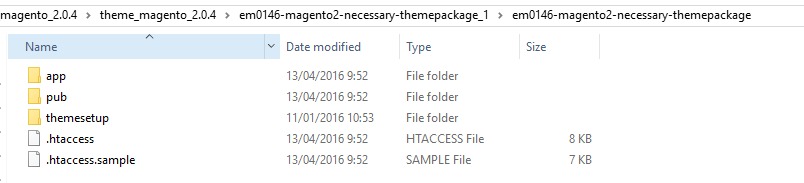 magento_2.0.4 > theme_magento_2.0.4 > em0146-magento2-necessary-themepackage_1 > em0146-magento2-necessary-themepackage
Name Date modified Type Size
app 13/04/2016 9:52 File folder
pub 13/04/2016 9:52 File folder
themesetup 11/01/2016 10:53 File folder
.htaccess 13/04/2016 9:52 HTACCESS File 8 KB
.htaccess.sample 13/04/2016 9:52 SAMPLE File 7 KB